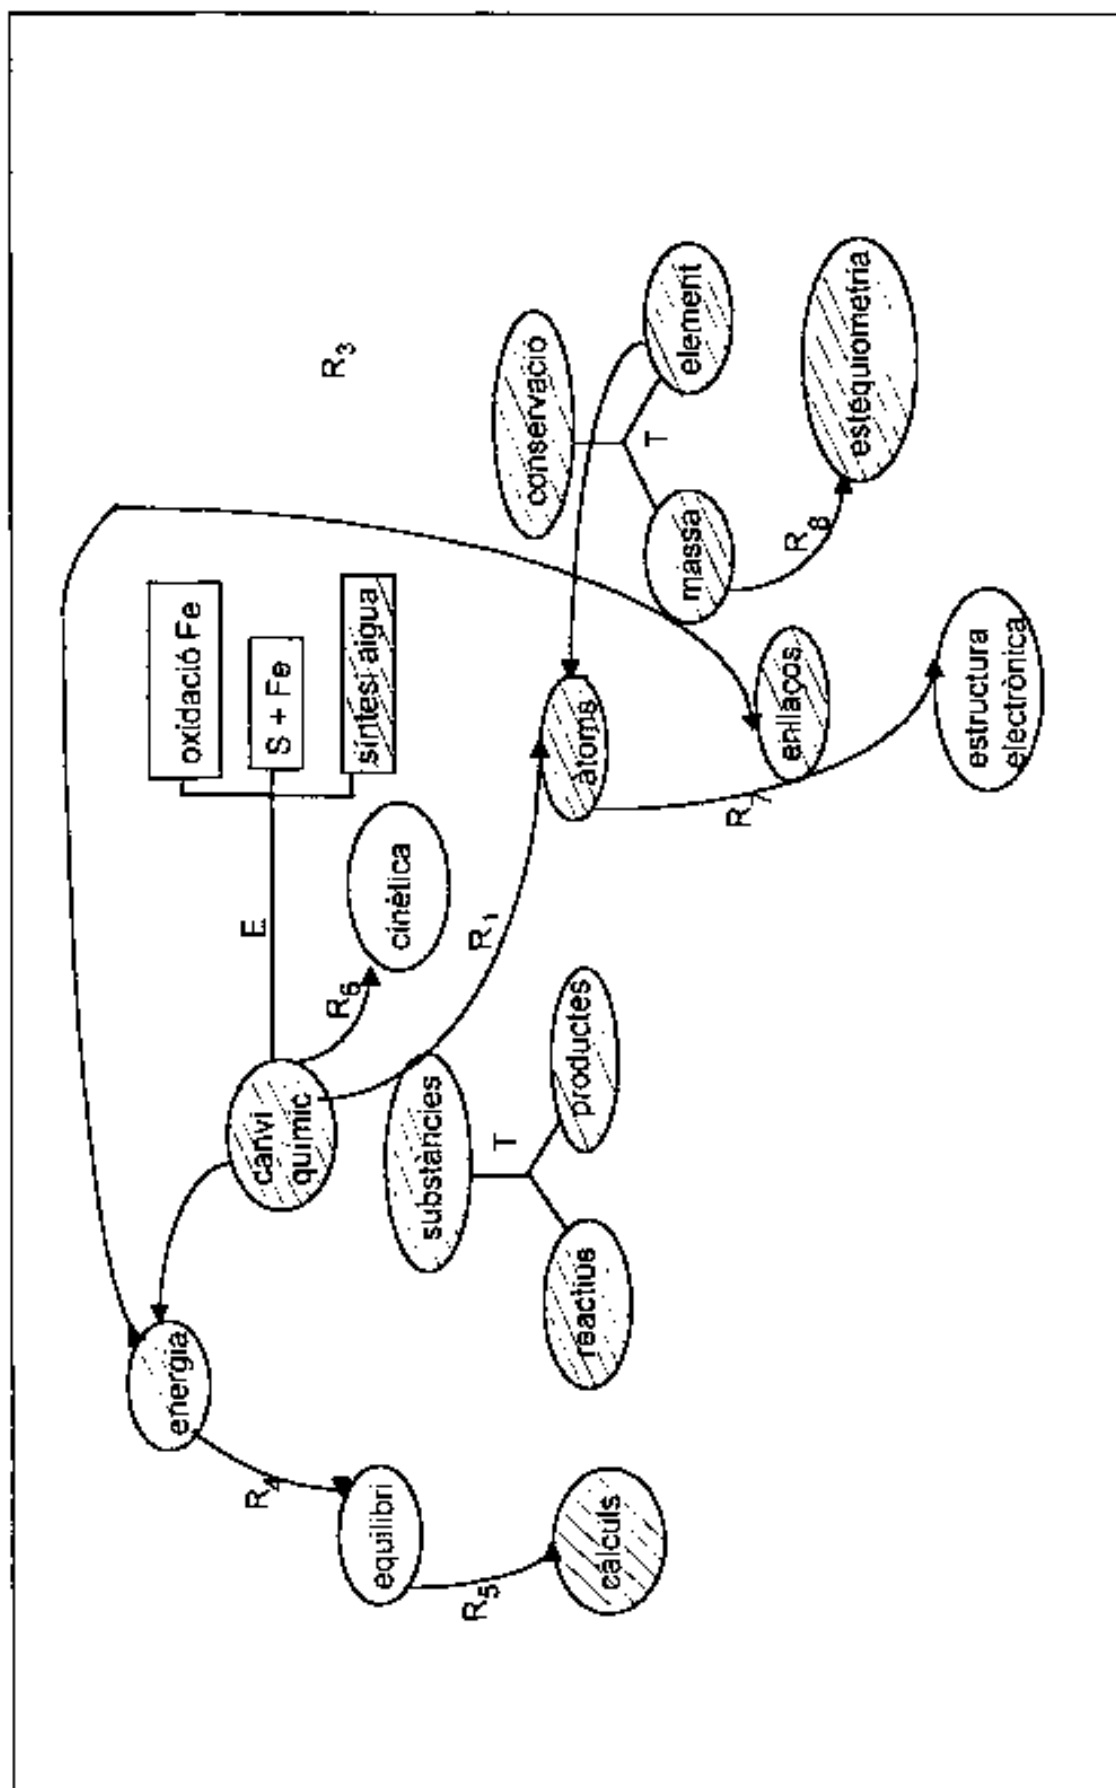 energia
R4
equilibri
R5
càlculs
canvi
químic
E
oxidació Fe
S + Fe
síntesi aigua
R6
cinètica
substàncies
T
reactius
productes
R1
àtoms
R3
conservació
T
massa
element
R8
estequiometria
enllaços
R7
estructura
electrònica